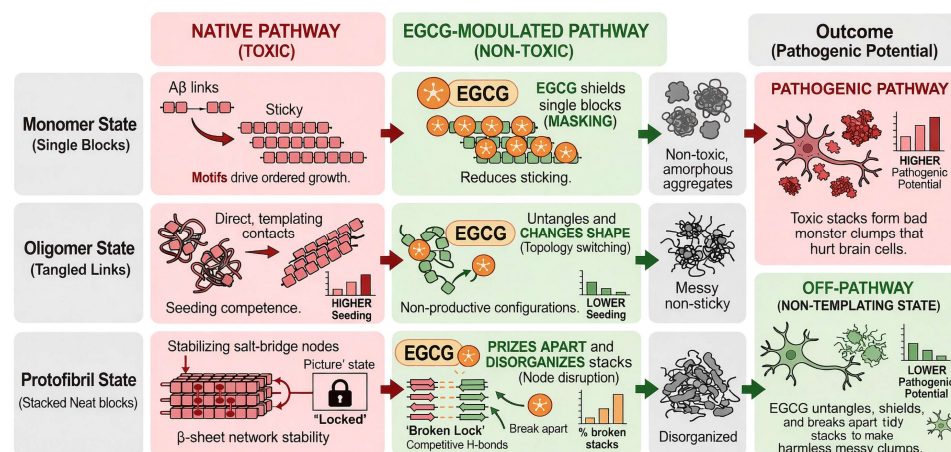 NATIVE PATHWAY
(TOXIC)
EGCG-MODULATED PATHWAY
(NON-TOXIC)
Outcome
(Pathogenic Potential)
Monomer State
(Single Blocks)
Aβ links
Sticky
Motifs drive ordered growth.
EGCG
EGCG shields
single blocks
(MASKING)
Reduces sticking.
Non-toxic,
amorphous
aggregates
PATHOGENIC PATHWAY
HIGHER
Pathogenic
Potential
Toxic stacks form bad
monster clumps that
hurt brain cells.
Oligomer State
(Tangled Links)
Direct, templating
contacts
Seeding competence.
HIGHER
Seeding
EGCG
Untangles and
CHANGES SHAPE
(Topology switching)
Non-productive configurations.
LOWER
Seeding
Messy
non-sticky
OFF-PATHWAY
(NON-TEMPLATING STATE)
LOWER
Pathogenic
Potential
EGCG untangles, shields,
and breaks apart tidy
stacks to make
harmless messy clumps.
Protofibril State
(Stacked Neat blocks)
Stabilizing salt-bridge nodes
Picture' state
"Locked"
β-sheet network stability
EGCG
PRIZES APART and
DISORGANIZES stacks
(Node disruption)
'Broken Lock'
Competitive H-bonds
Break apart
% broken
stacks
Disorganized